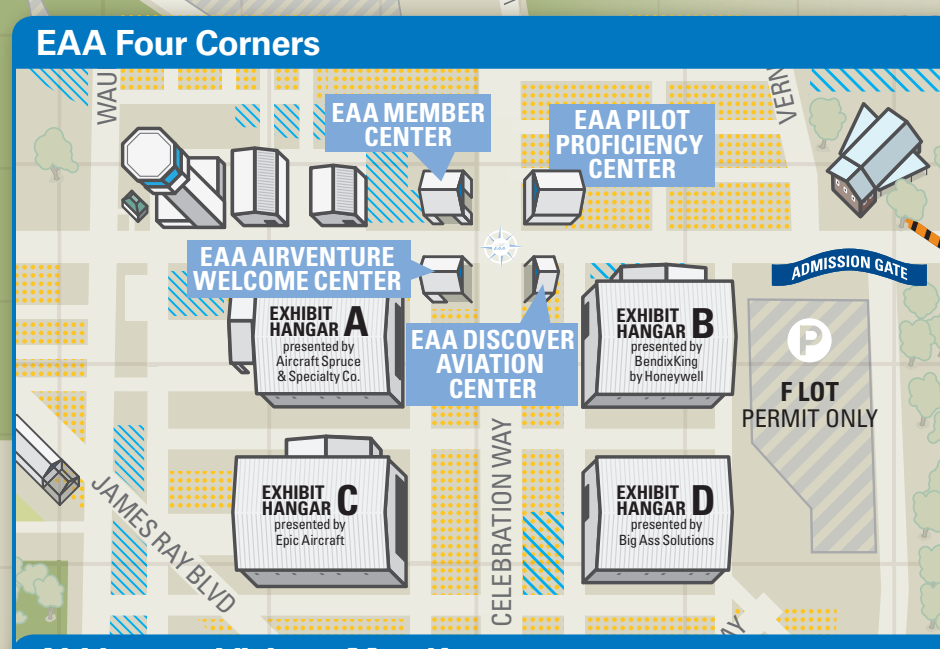 EAA Four Corners
WAU
VERN
EAA MEMBER
CENTER
EAA PILOT
PROFICIENCY
CENTER
EAA AIRVENTURE
WELCOME CENTER
ADMISSION GATE
EXHIBIT
HANGAR A
presented by
Aircraft Spruce
& Specialty Co.
EAA DISCOVER
AVIATION
CENTER
EXHIBIT
HANGAR B
presented by
BendixKing
by Honeywell
P
F LOT
PERMIT ONLY
JAMES RAY BLVD
CELEBRATION WAY
EXHIBIT
HANGAR C
presented by
Epic Aircraft
EXHIBIT
HANGAR D
presented by
Big Ass Solutions